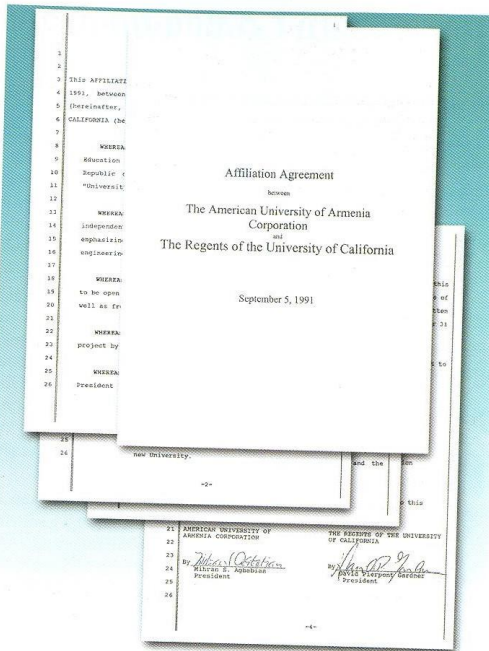 1
1
2
3 This AFFILIATI
4 1991, between
5 (hereinafter,
6 CALIFORNIA (he
7
8 WHEREA
9 Education
10 Republic
11 "Universit
12
13 WHEREA
14 independen
15 emphasizin
16 engineerin
17
18 WHEREA
19 to be open
20 well as fr
21
22 WHEREA
23 project by
24
25 WHEREA
26 President
Affiliation Agreement
between
The American University of Armenia
Corporation
and
The Regents of the University of California
September 5, 1991
this
s of
tten
r 31
s to
25
26 new University.
-2-
and the
ion
o this
21 AMERICAN UNIVERSITY OF THE REGENTS OF THE UNIVERSITY
22 ARMENIA CORPORATION OF CALIFORNIA
23
24 By Mihran S. Agbabian By David Pierpont Gardner
25 President President
26
-4-